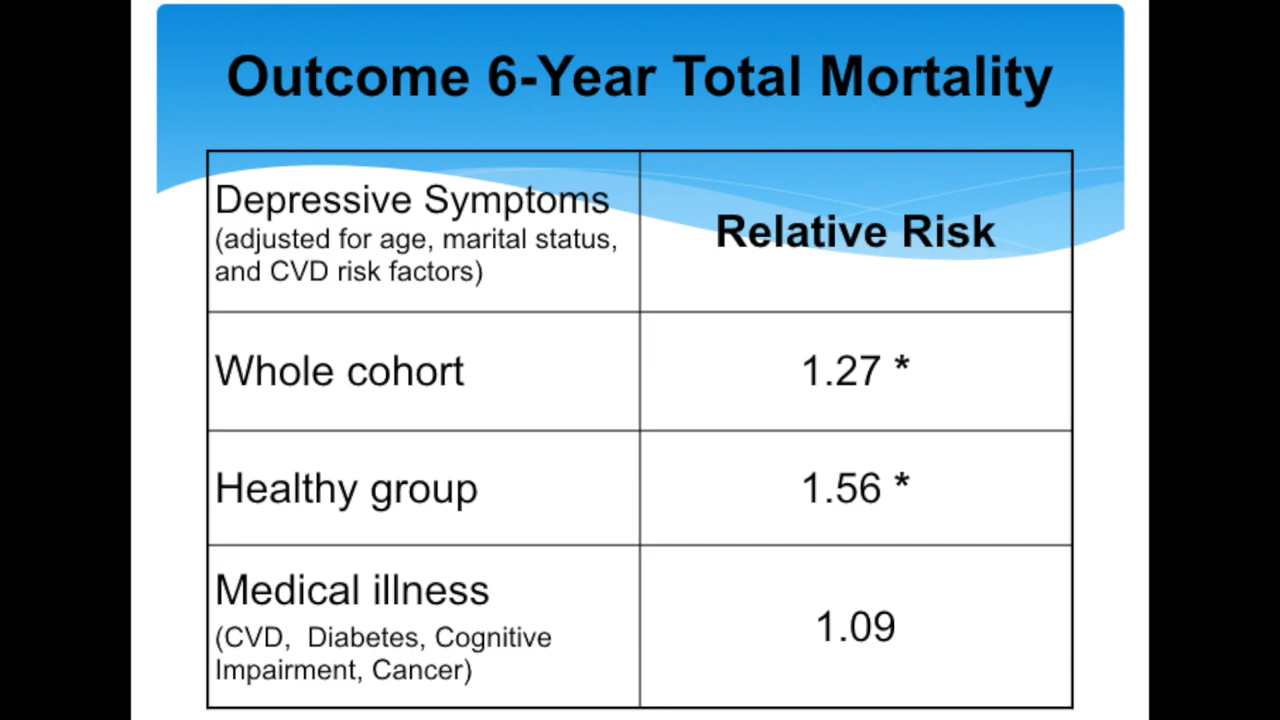 Outcome 6-Year Total Mortality
Depressive Symptoms
(adjusted for age, marital status,
and CVD risk factors)
Relative Risk
Whole cohort
1.27 *
Healthy group
1.56 *
Medical illness
(CVD, Diabetes, Cognitive
Impairment, Cancer)
1.09